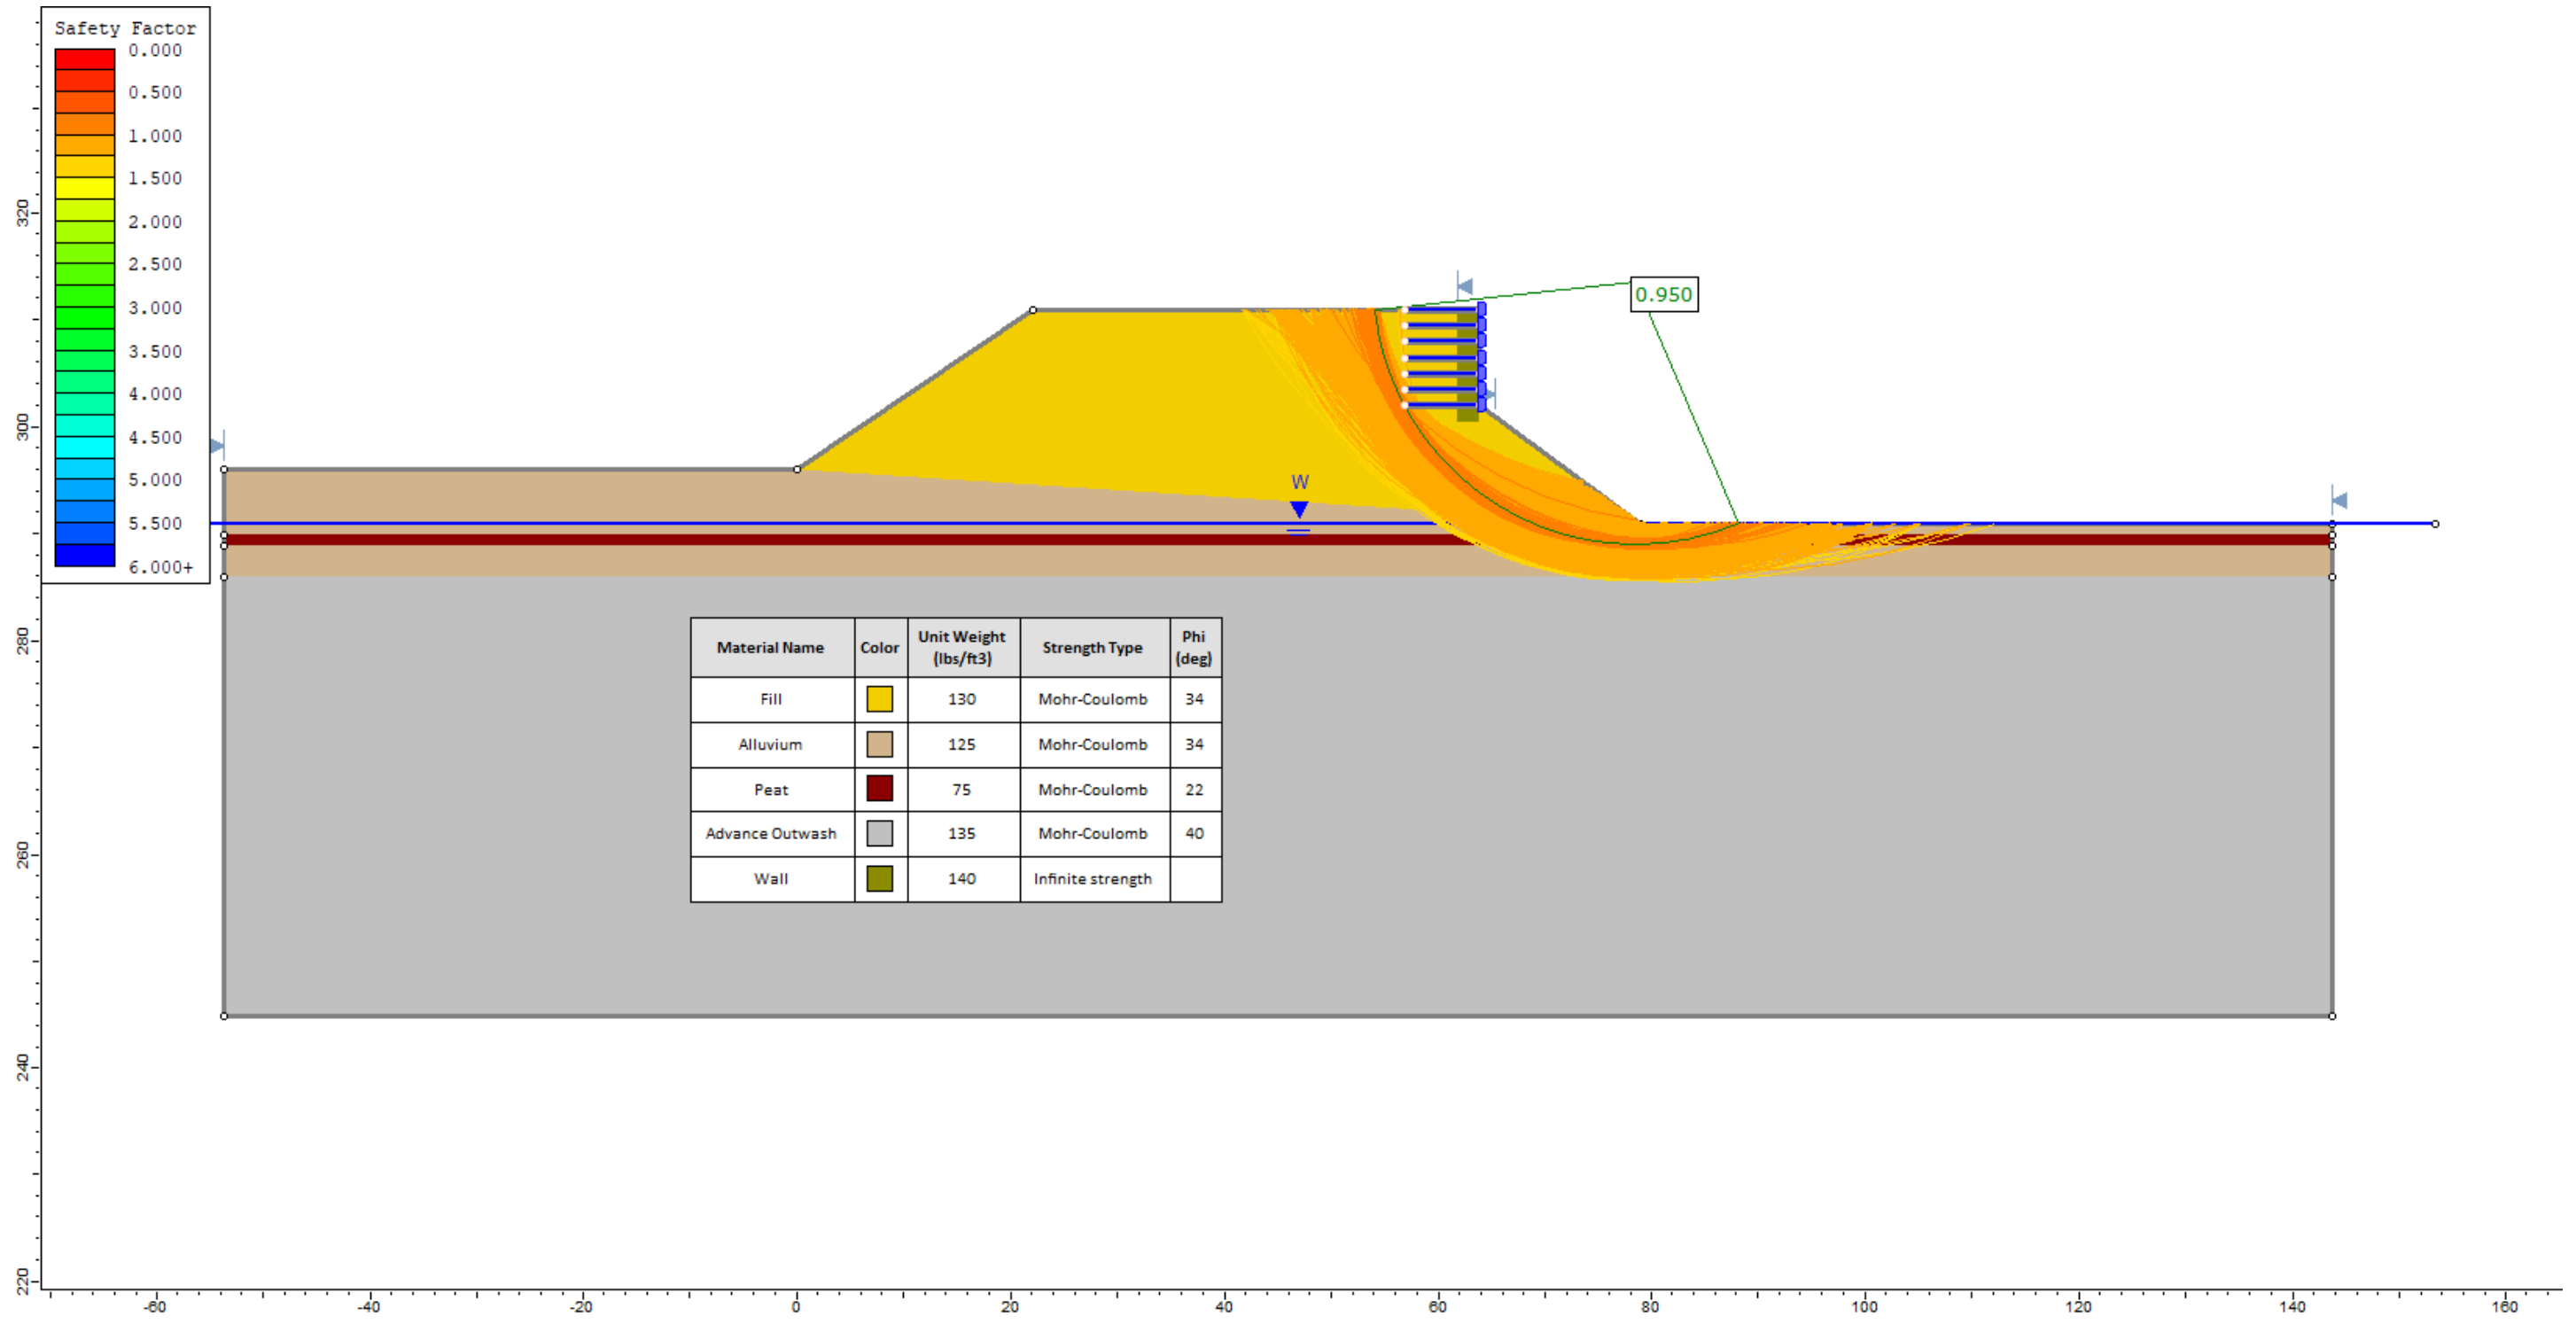 Safety Factor
0.000
0.500
1.000
1.500
2.000
2.500
3.000
3.500
4.000
4.500
5.000
5.500
6.000+
320
300
280
260
240
220
0.950
W
Material Name Color Unit Weight (lbs/ft3) Strength Type Phi (deg)
Fill 130 Mohr-Coulomb 34
Alluvium 125 Mohr-Coulomb 34
Peat 75 Mohr-Coulomb 22
Advance Outwash 135 Mohr-Coulomb 40
Wall 140 Infinite strength
-60 -40 -20 0 20 40 60 80 100 120 140 160